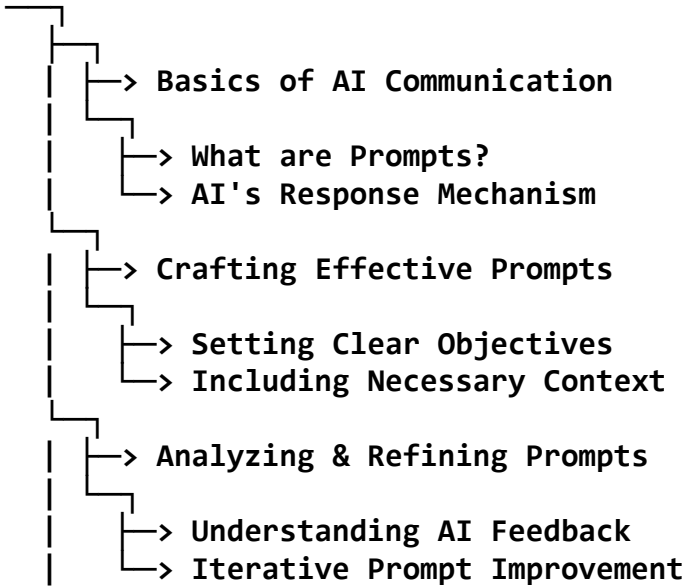 Basics of AI Communication
What are Prompts?
AI's Response Mechanism
Crafting Effective Prompts
Setting Clear Objectives
Including Necessary Context
Analyzing & Refining Prompts
Understanding AI Feedback
Iterative Prompt Improvement